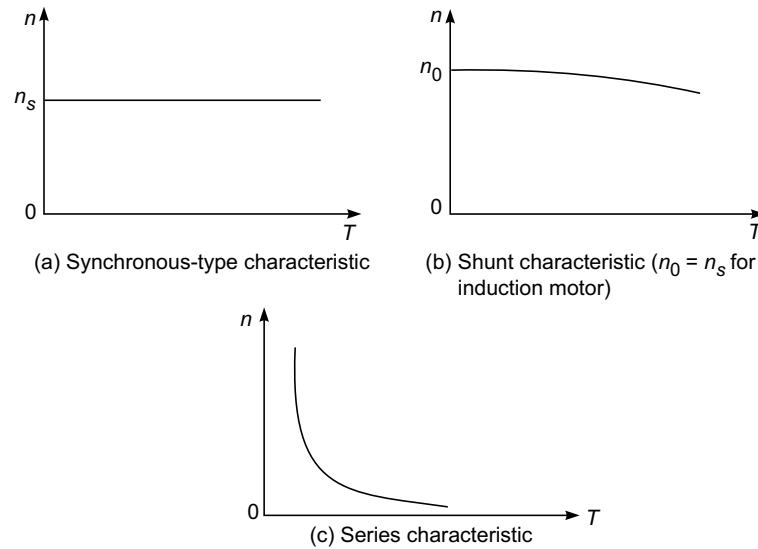 n
n_s
0
T
(a) Synchronous-type characteristic
n
n_0
0
T
(b) Shunt characteristic (n_0 = n_s for
induction motor)
n
0
T
(c) Series characteristic